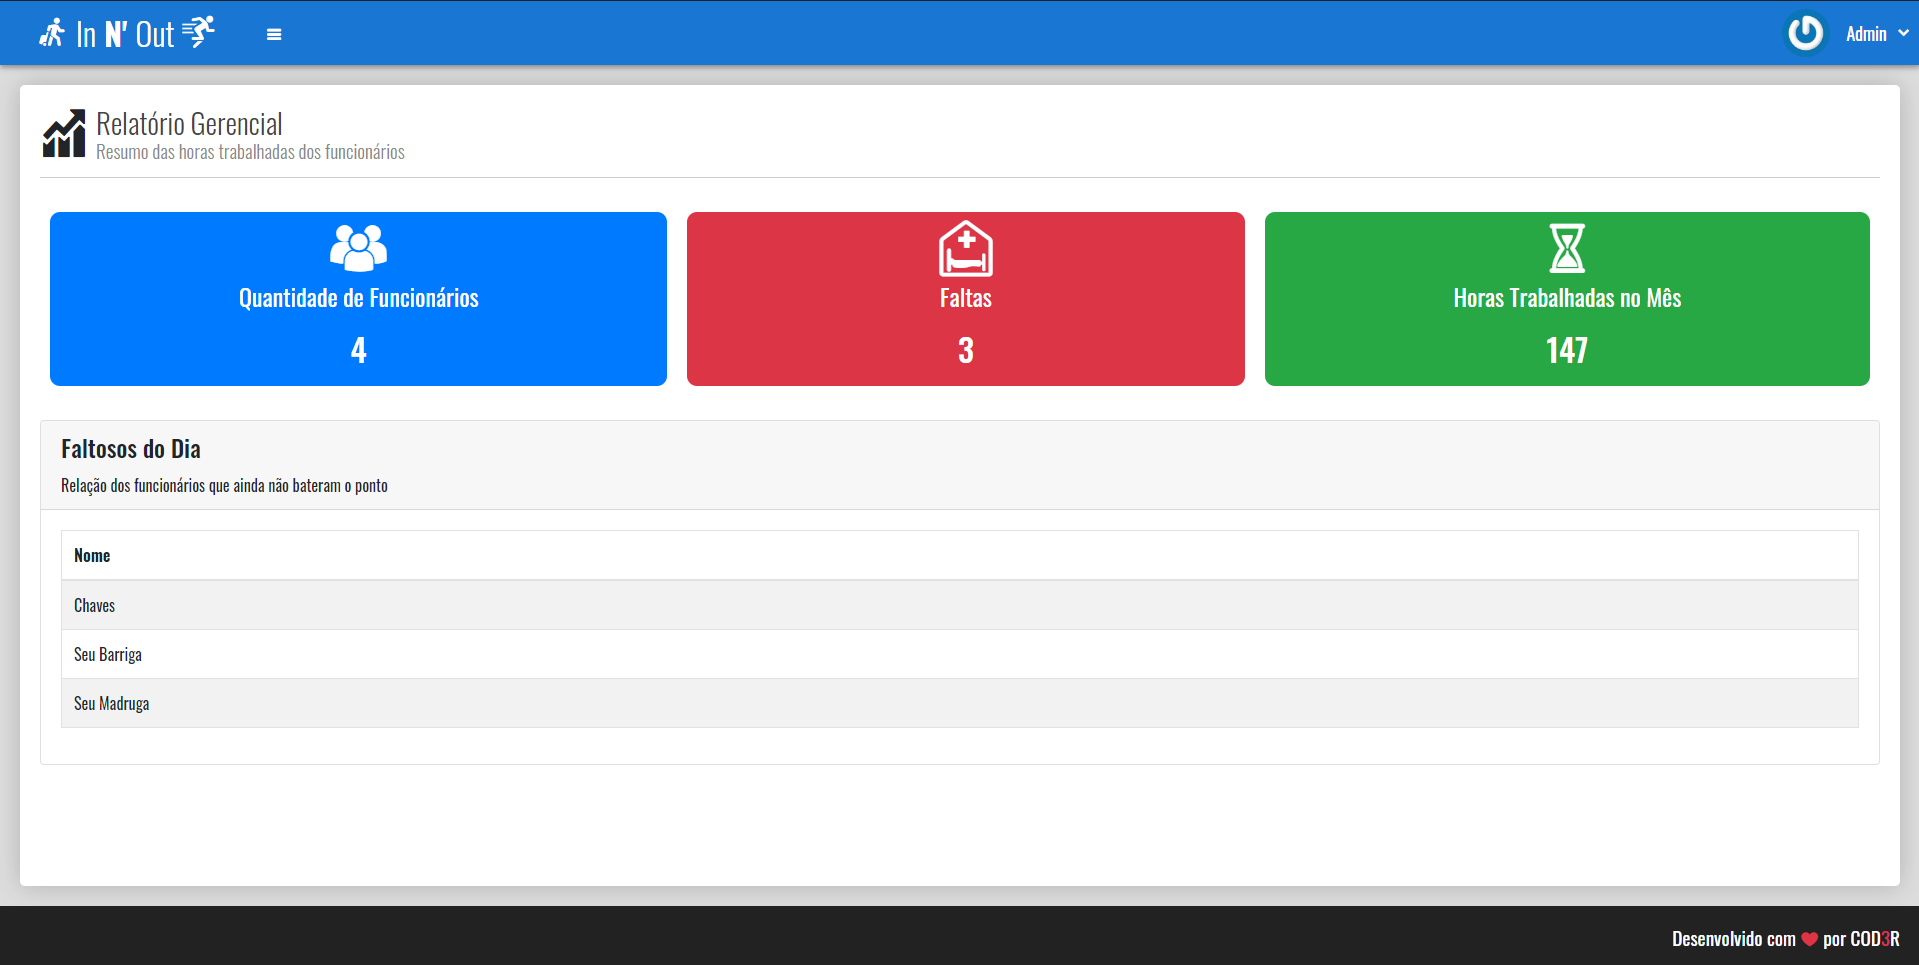 In N' Out
Admin
Relatório Gerencial
Resumo das horas trabalhadas dos funcionários
Quantidade de Funcionários
4
Faltas
3
Horas Trabalhadas no Mês
147
Faltosos do Dia
Relação dos funcionários que ainda não bateram o ponto
Nome
Chaves
Seu Barriga
Seu Madruga
Desenvolvido com ❤ por COD3R